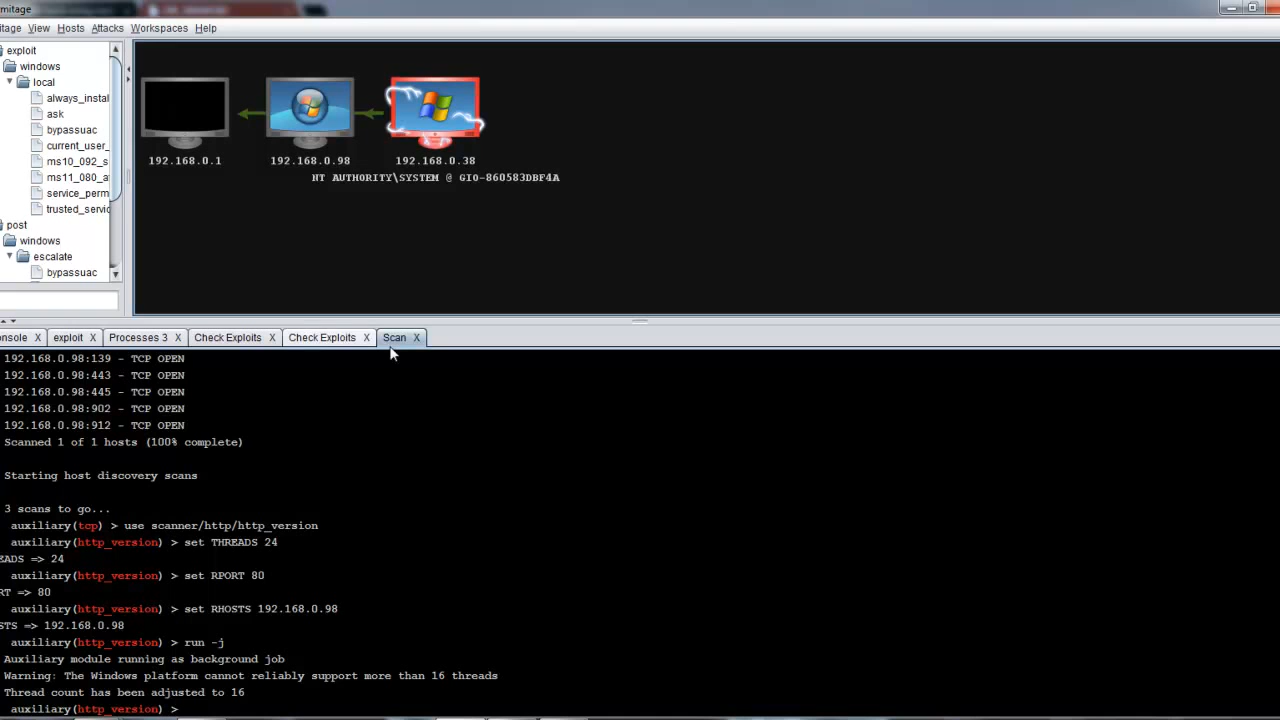 mitage
itage View Hosts Attacks Workspaces Help
exploit
windows
local
always_instal
ask
bypassuac
current_user_
ms10_092_s
ms11_080_a
service_perm
trusted_servic
post
windows
escalate
bypassuac
192.168.0.1
192.168.0.98
192.168.0.38
NT AUTHORITY\SYSTEM @ GIO-860583DBF4A
onsole X exploit X Processes 3 X Check Exploits X Check Exploits X Scan X
192.168.0.98:139 - TCP OPEN
192.168.0.98:443 - TCP OPEN
192.168.0.98:445 - TCP OPEN
192.168.0.98:902 - TCP OPEN
192.168.0.98:912 - TCP OPEN
Scanned 1 of 1 hosts (100% complete)
Starting host discovery scans
3 scans to go...
auxiliary(tcp) > use scanner/http/http_version
auxiliary(http_version) > set THREADS 24
EADS => 24
auxiliary(http_version) > set RPORT 80
RT => 80
auxiliary(http_version) > set RHOSTS 192.168.0.98
STS => 192.168.0.98
auxiliary(http_version) > run -j
Auxiliary module running as background job
Warning: The Windows platform cannot reliably support more than 16 threads
Thread count has been adjusted to 16
auxiliary(http_version) >